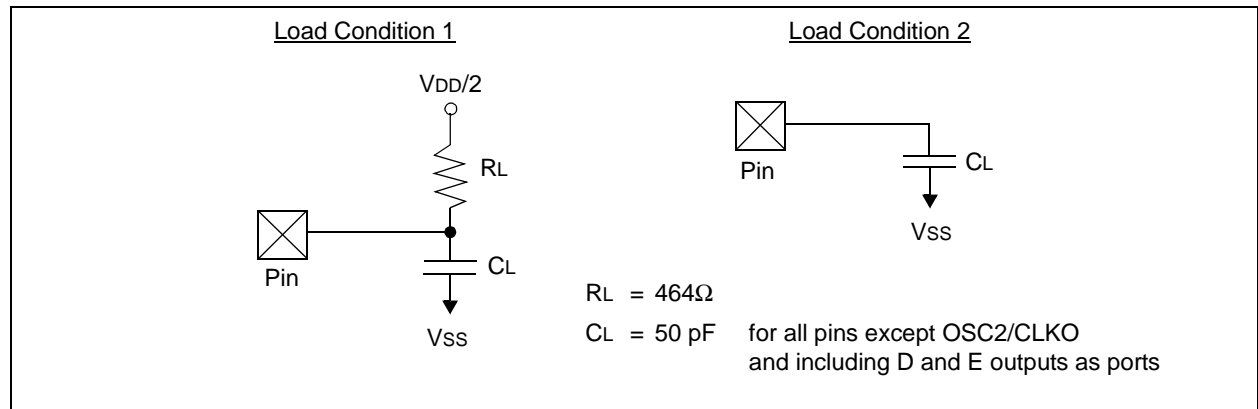 Load Condition 1
VDD/2
RL
Pin
CL
VSS
Load Condition 2
Pin
CL
VSS
RL = 464Ω
CL = 50 pF for all pins except OSC2/CLKO
and including D and E outputs as ports